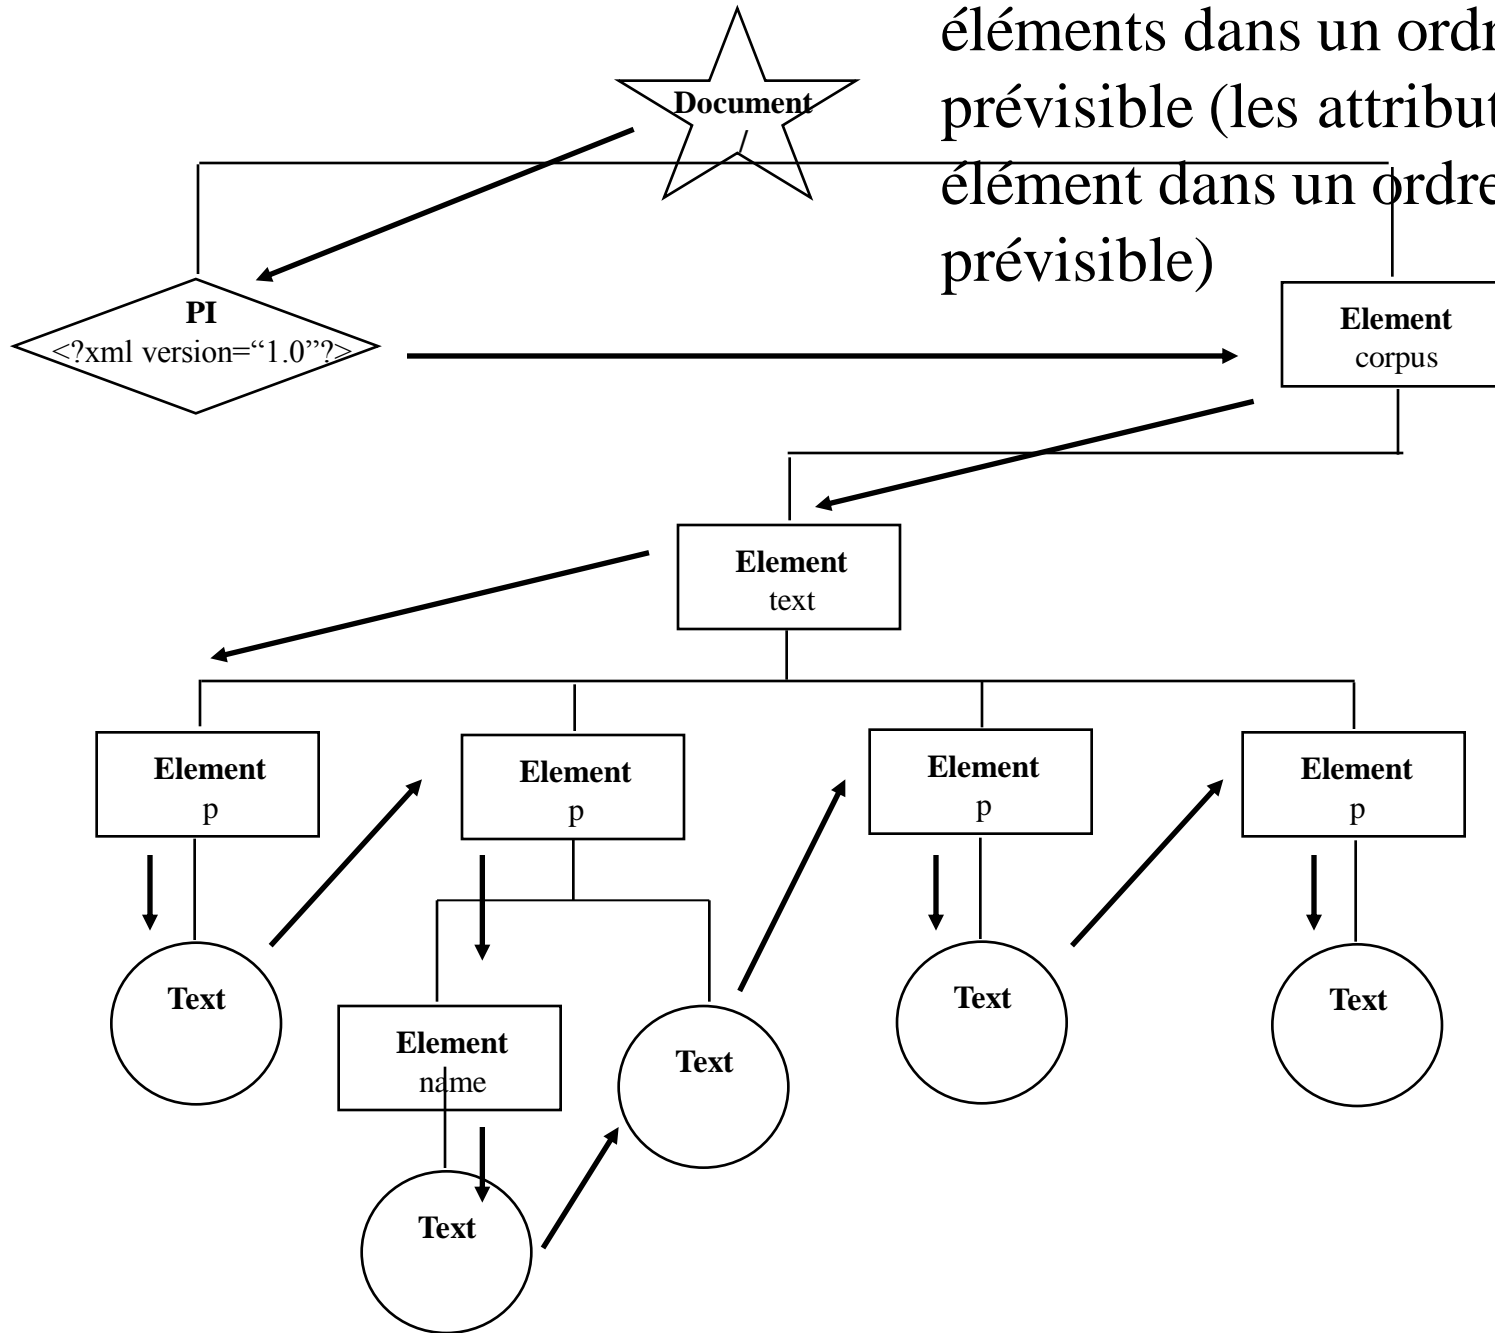 éléments dans un ordr
prévisible (les attribut
élément dans un ordre
prévisible)
Document
/
PI
<?xml version=“1.0”?>
Element
corpus
Element
text
Element
p
Element
p
Element
p
Element
p
Text
Element
name
Text
Text
Text
Text